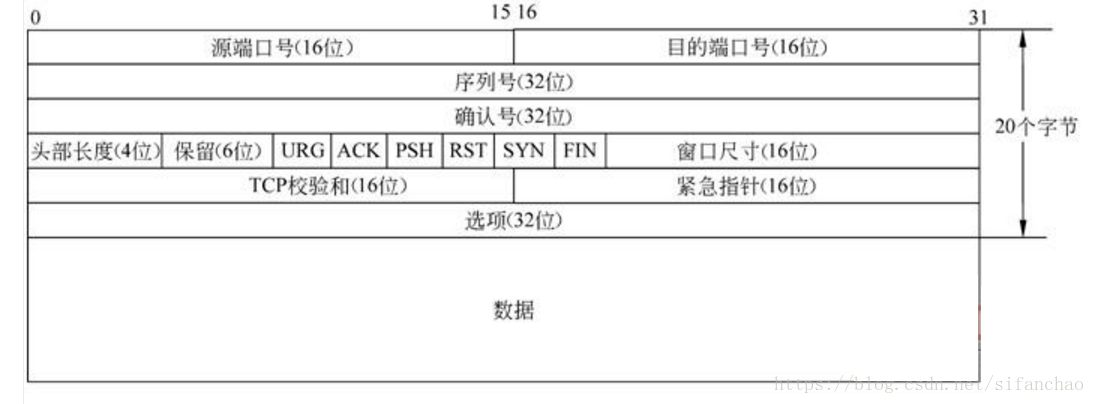 0 15 16 31
源端口号(16位) 目的端口号(16位)
序列号(32位)
确认号(32位)
20个字节
头部长度(4位) 保留(6位) URG ACK PSH RST SYN FIN 窗口尺寸(16位)
TCP校验和(16位) 紧急指针(16位)
选项(32位)
数据
https://blog.csdn.net/sifanchao